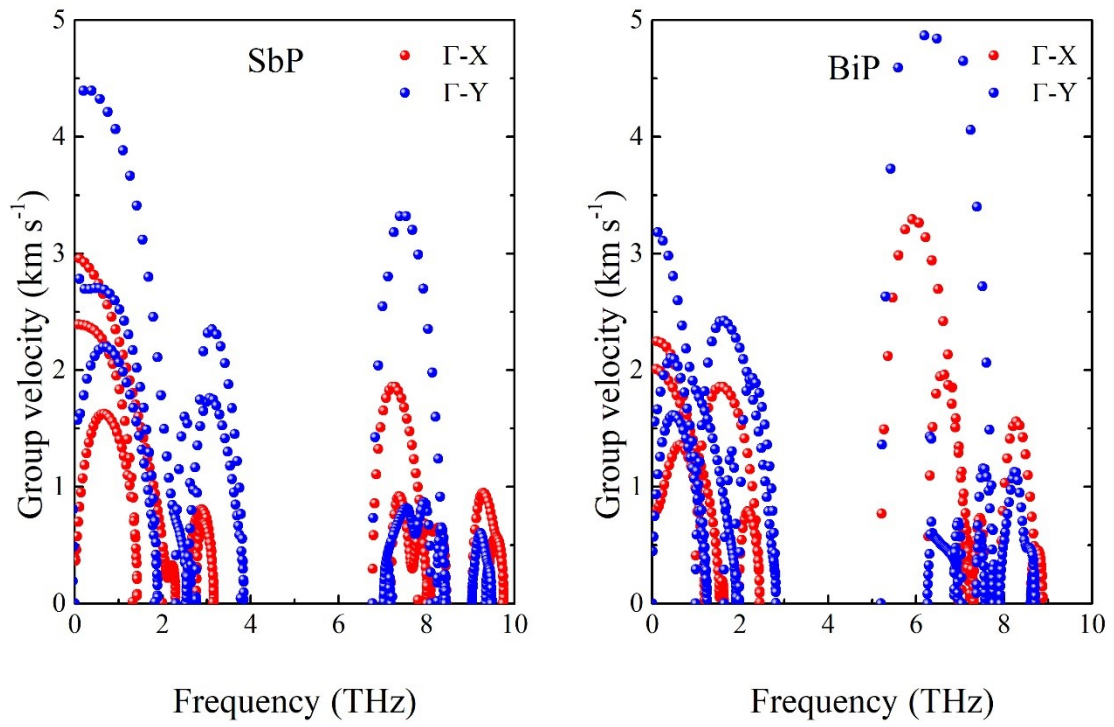 SbP
Γ-X
Γ-Y
Group velocity (km s⁻¹)
5
4
3
2
1
0
0 2 4 6 8 10
Frequency (THz)
BiP
Γ-X
Γ-Y
Group velocity (km s⁻¹)
5
4
3
2
1
0
0 2 4 6 8 10
Frequency (THz)